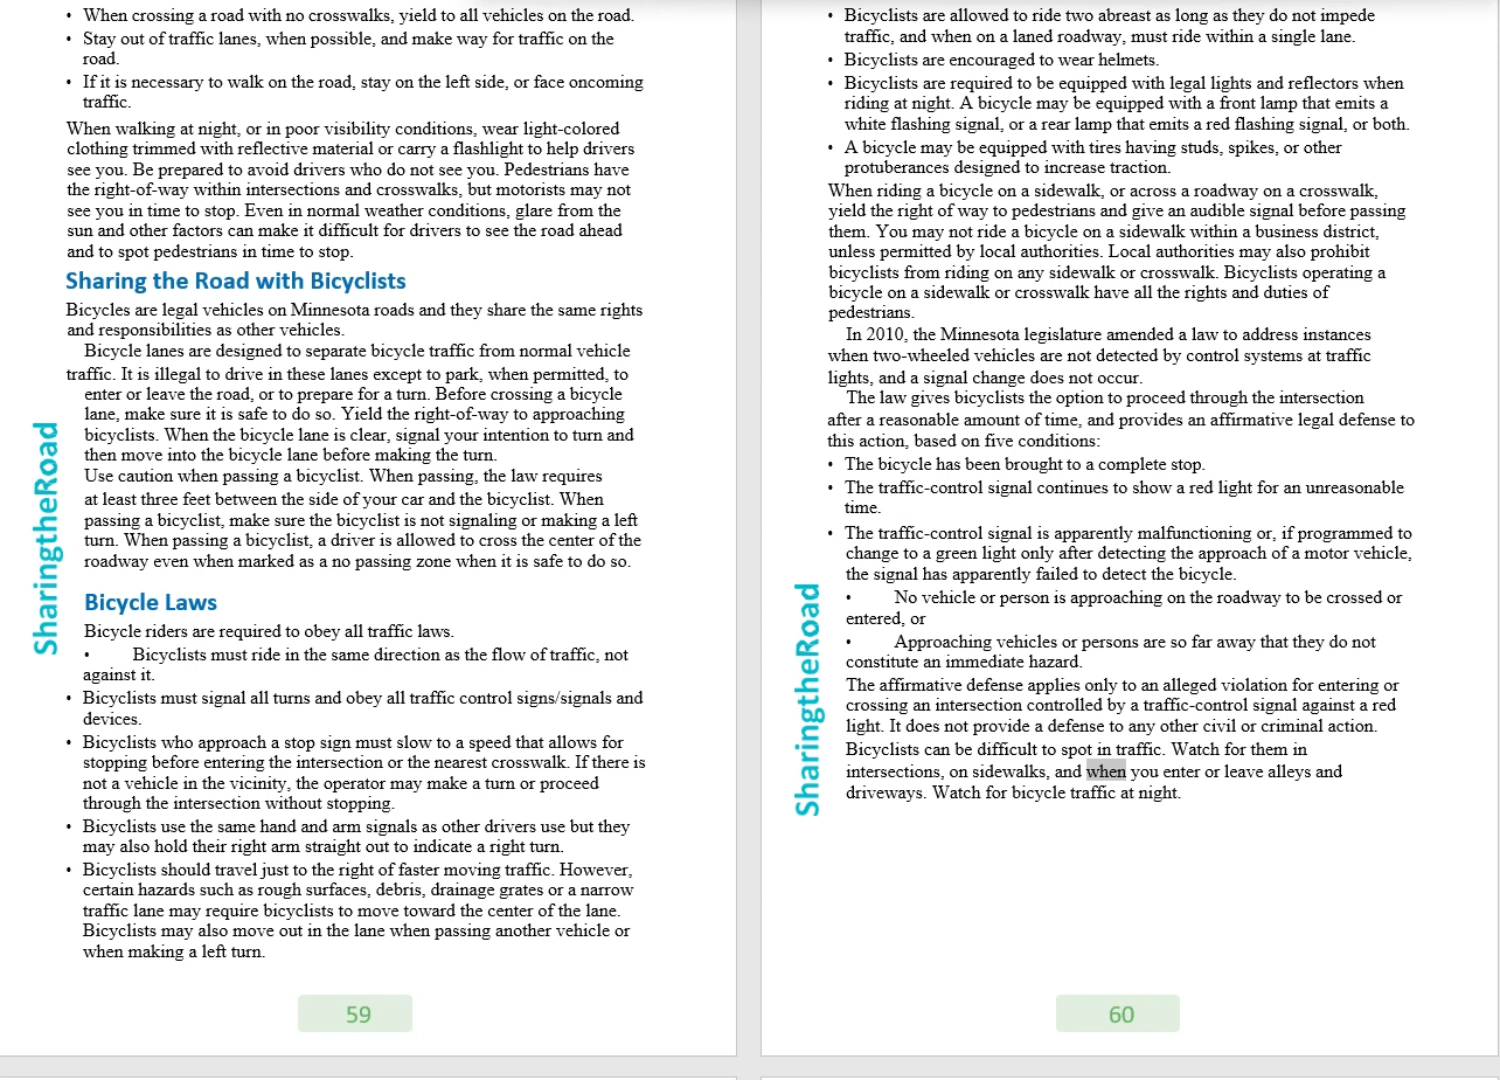 • When crossing a road with no crosswalks, yield to all vehicles on the road.
• Stay out of traffic lanes, when possible, and make way for traffic on the
road.
• If it is necessary to walk on the road, stay on the left side, or face oncoming
traffic.
When walking at night, or in poor visibility conditions, wear light-colored
clothing trimmed with reflective material or carry a flashlight to help drivers
see you. Be prepared to avoid drivers who do not see you. Pedestrians have
the right-of-way within intersections and crosswalks, but motorists may not
see you in time to stop. Even in normal weather conditions, glare from the
sun and other factors can make it difficult for drivers to see the road ahead
and to spot pedestrians in time to stop.
Sharing the Road with Bicyclists
Bicycles are legal vehicles on Minnesota roads and they share the same rights
and responsibilities as other vehicles.
Bicycle lanes are designed to separate bicycle traffic from normal vehicle
traffic. It is illegal to drive in these lanes except to park, when permitted, to
enter or leave the road, or to prepare for a turn. Before crossing a bicycle
lane, make sure it is safe to do so. Yield the right-of-way to approaching
bicyclists. When the bicycle lane is clear, signal your intention to turn and
then move into the bicycle lane before making the turn.
Use caution when passing a bicyclist. When passing, the law requires
at least three feet between the side of your car and the bicyclist. When
passing a bicyclist, make sure the bicyclist is not signaling or making a left
turn. When passing a bicyclist, a driver is allowed to cross the center of the
roadway even when marked as a no passing zone when it is safe to do so.
SharingtheRoad
Bicycle Laws
Bicycle riders are required to obey all traffic laws.
• Bicyclists must ride in the same direction as the flow of traffic, not
against it.
• Bicyclists must signal all turns and obey all traffic control signs/signals and
devices.
• Bicyclists who approach a stop sign must slow to a speed that allows for
stopping before entering the intersection or the nearest crosswalk. If there is
not a vehicle in the vicinity, the operator may make a turn or proceed
through the intersection without stopping.
• Bicyclists use the same hand and arm signals as other drivers use but they
may also hold their right arm straight out to indicate a right turn.
• Bicyclists should travel just to the right of faster moving traffic. However,
certain hazards such as rough surfaces, debris, drainage grates or a narrow
traffic lane may require bicyclists to move toward the center of the lane.
Bicyclists may also move out in the lane when passing another vehicle or
when making a left turn.
59
• Bicyclists are allowed to ride two abreast as long as they do not impede
traffic, and when on a laned roadway, must ride within a single lane.
• Bicyclists are encouraged to wear helmets.
• Bicyclists are required to be equipped with legal lights and reflectors when
riding at night. A bicycle may be equipped with a front lamp that emits a
white flashing signal, or a rear lamp that emits a red flashing signal, or both.
• A bicycle may be equipped with tires having studs, spikes, or other
protuberances designed to increase traction.
When riding a bicycle on a sidewalk, or across a roadway on a crosswalk,
yield the right of way to pedestrians and give an audible signal before passing
them. You may not ride a bicycle on a sidewalk within a business district,
unless permitted by local authorities. Local authorities may also prohibit
bicyclists from riding on any sidewalk or crosswalk. Bicyclists operating a
bicycle on a sidewalk or crosswalk have all the rights and duties of
pedestrians.
In 2010, the Minnesota legislature amended a law to address instances
when two-wheeled vehicles are not detected by control systems at traffic
lights, and a signal change does not occur.
The law gives bicyclists the option to proceed through the intersection
after a reasonable amount of time, and provides an affirmative legal defense to
this action, based on five conditions:
• The bicycle has been brought to a complete stop.
• The traffic-control signal continues to show a red light for an unreasonable
time.
• The traffic-control signal is apparently malfunctioning or, if programmed to
change to a green light only after detecting the approach of a motor vehicle,
the signal has apparently failed to detect the bicycle.
• No vehicle or person is approaching on the roadway to be crossed or
entered, or
• Approaching vehicles or persons are so far away that they do not
constitute an immediate hazard.
The affirmative defense applies only to an alleged violation for entering or
crossing an intersection controlled by a traffic-control signal against a red
light. It does not provide a defense to any other civil or criminal action.
Bicyclists can be difficult to spot in traffic. Watch for them in
intersections, on sidewalks, and when you enter or leave alleys and
driveways. Watch for bicycle traffic at night.
SharingtheRoad
60